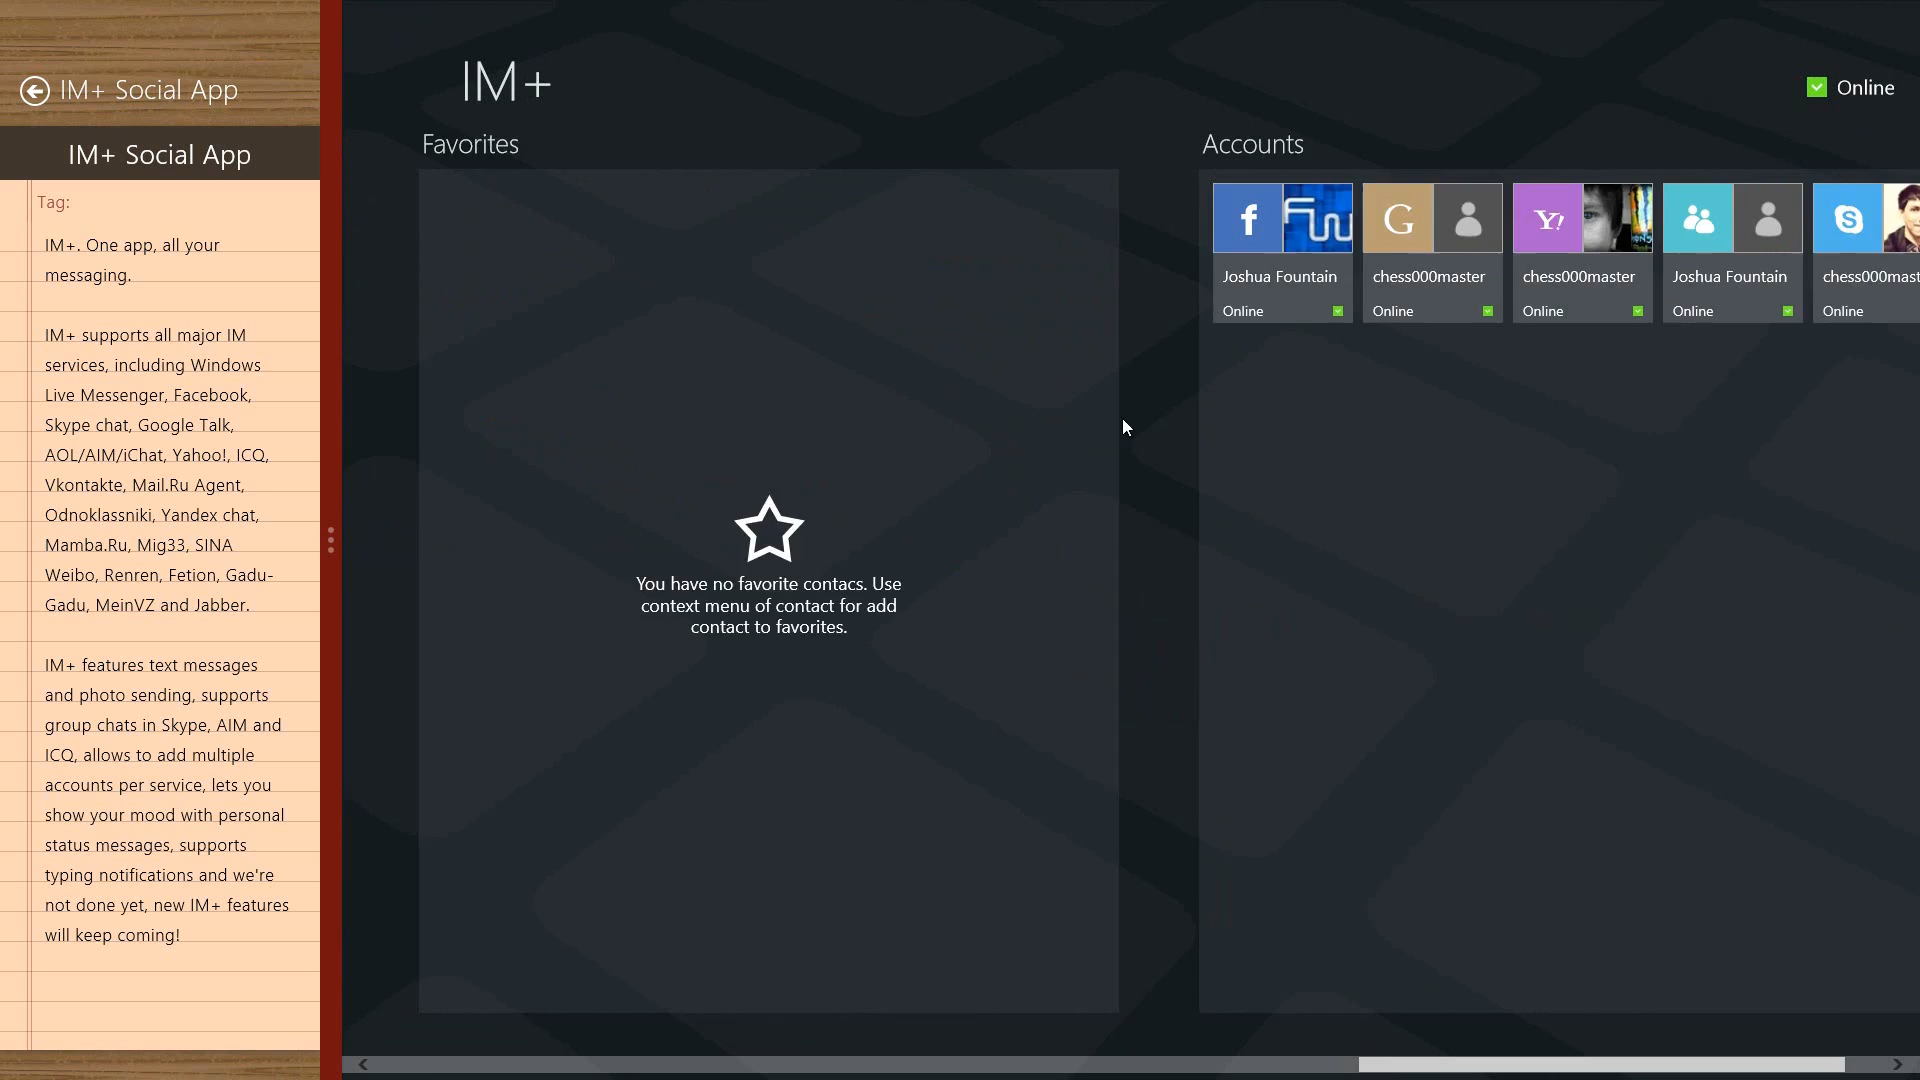 IM+ Social App
IM+ Social App
Tag:
IM+. One app, all your
messaging.
IM+ supports all major IM
services, including Windows
Live Messenger, Facebook,
Skype chat, Google Talk,
AOL/AIM/iChat, Yahoo!, ICQ,
Vkontakte, Mail.Ru Agent,
Odnoklassniki, Yandex chat,
Mamba.Ru, Mig33, SINA
Weibo, Renren, Fetion, Gadu-
Gadu, MeinVZ and Jabber.
IM+ features text messages
and photo sending, supports
group chats in Skype, AIM and
ICQ, allows to add multiple
accounts per service, lets you
show your mood with personal
status messages, supports
typing notifications and we're
not done yet, new IM+ features
will keep coming!
IM+
Online
Favorites
You have no favorite contacs. Use
context menu of contact for add
contact to favorites.
Accounts
f
G
Y!
S
Joshua Fountain
Online
chess000master
Online
chess000master
Online
Joshua Fountain
Online
chess000mast
Online